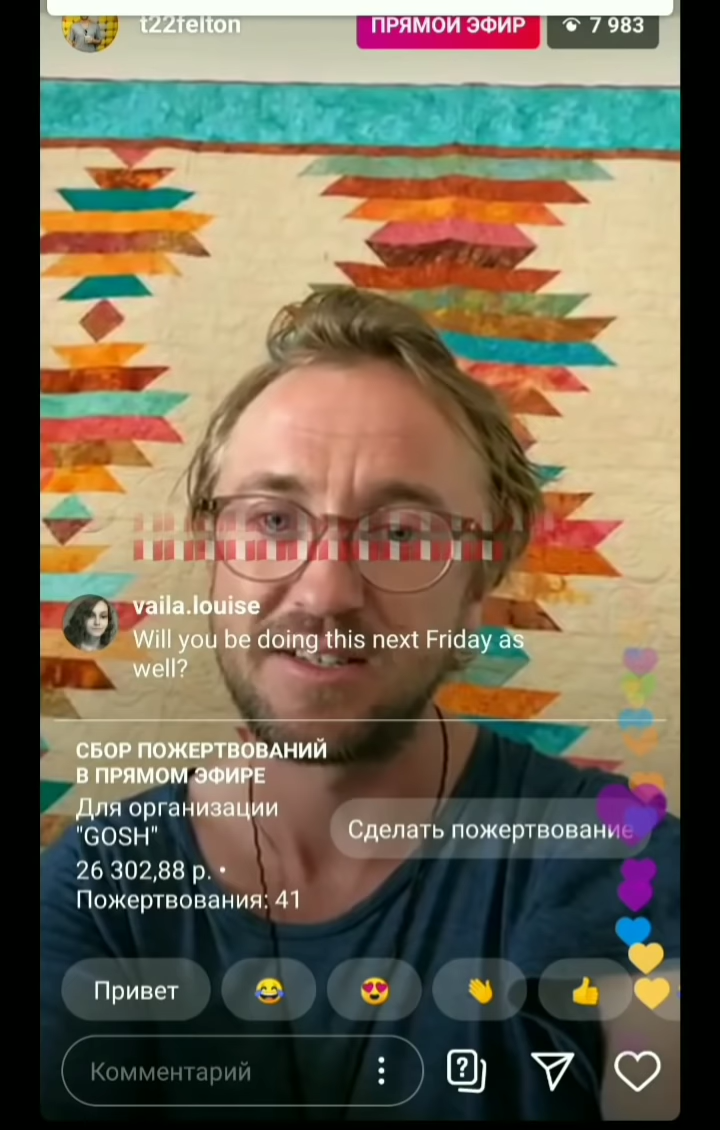 t22felton
ПРЯМОЙ ЭФИР
7 983
vaila.louise
Will you be doing this next Friday as
well?
СБОР ПОЖЕРТВОВАНИЙ
В ПРЯМОМ ЭФИРЕ
Для организации
"GOSH"
Сделать пожертвование
26 302,88 р. •
Пожертвования: 41
Привет
Комментарий